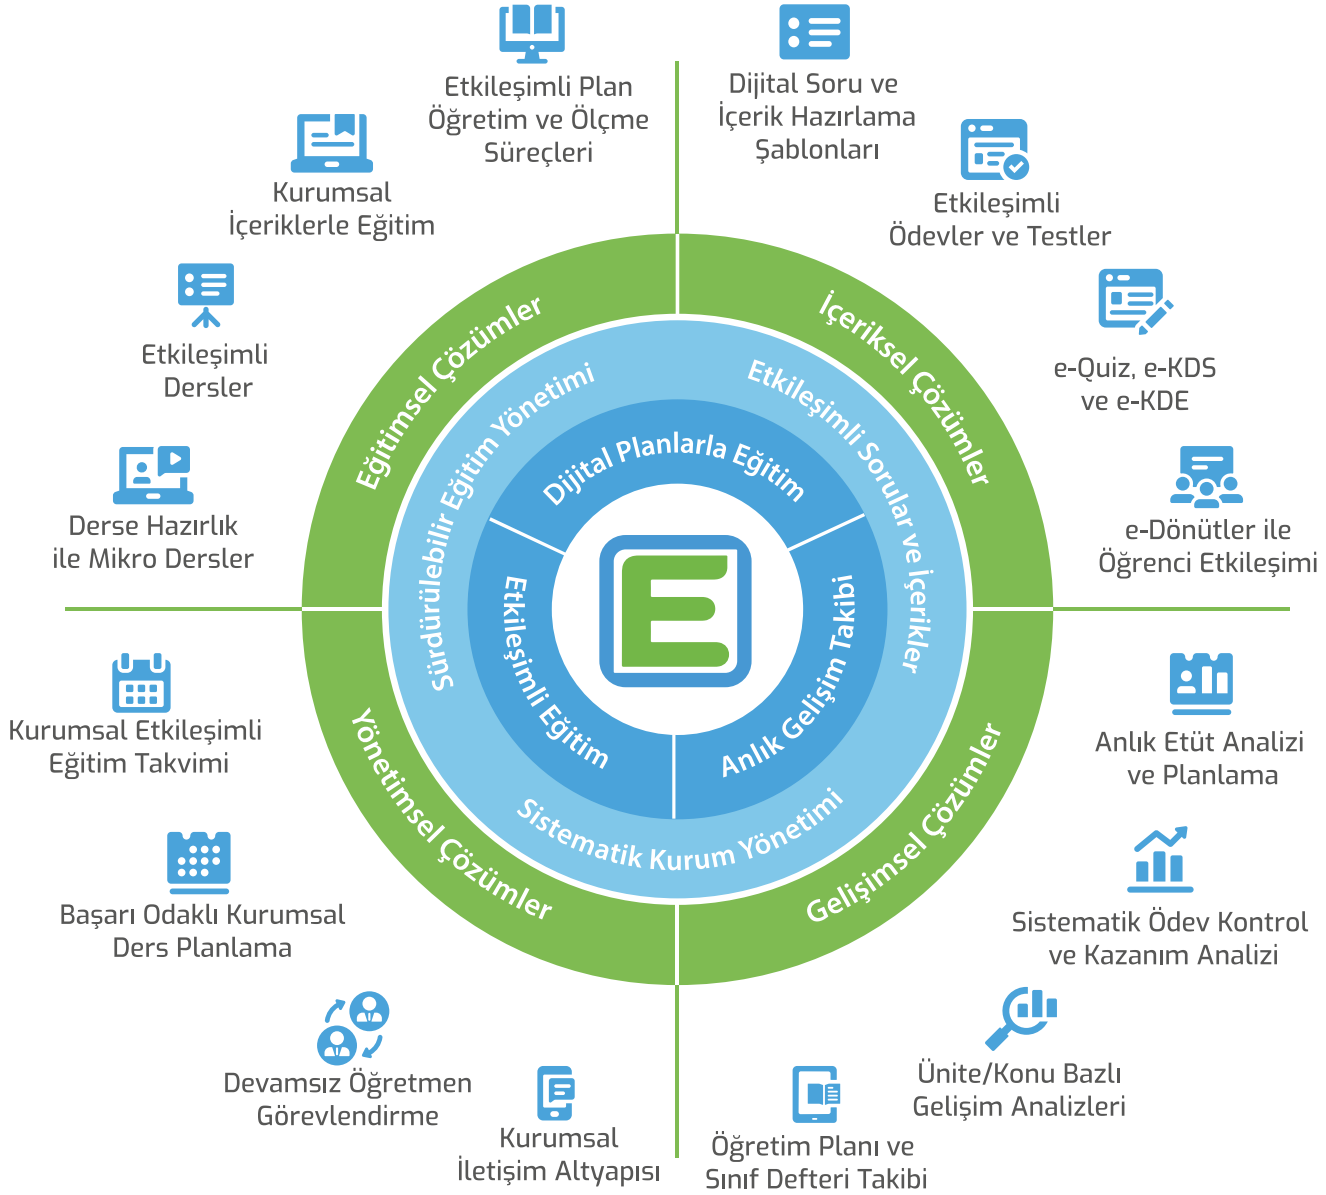 Etkileşimli Plan
Öğretim ve Ölçme
Süreçleri
Kurumsal
İçeriklerle Eğitim
Etkileşimli
Dersler
Derse Hazırlık
ile Mikro Dersler
Dijital Soru ve
İçerik Hazırlama
Şablonları
Etkileşimli
Ödevler ve Testler
e-Quiz, e-KDS
ve e-KDE
e-Dönütler ile
Öğrenci Etkileşimi
Eğitimsel Çözümler
İçeriksel Çözümler
Sürdürülebilir Eğitim Yönetimi
Etkileşimli Sorular ve İçerikler
Dijital Planlarla Eğitim
Etkileşimli Eğitim
Anlık Gelişim Takibi
E
Sistematik Kurum Yönetimi
Yönetimsel Çözümler
Gelişimsel Çözümler
Kurumsal Etkileşimli
Eğitim Takvimi
Başarı Odaklı Kurumsal
Ders Planlama
Devamsız Öğretmen
Görevlendirme
Kurumsal
İletişim Altyapısı
Anlık Etüt Analizi
ve Planlama
Sistematik Ödev Kontrol
ve Kazanım Analizi
Ünite/Konu Bazlı
Gelişim Analizleri
Öğretim Planı ve
Sınıf Defteri Takibi